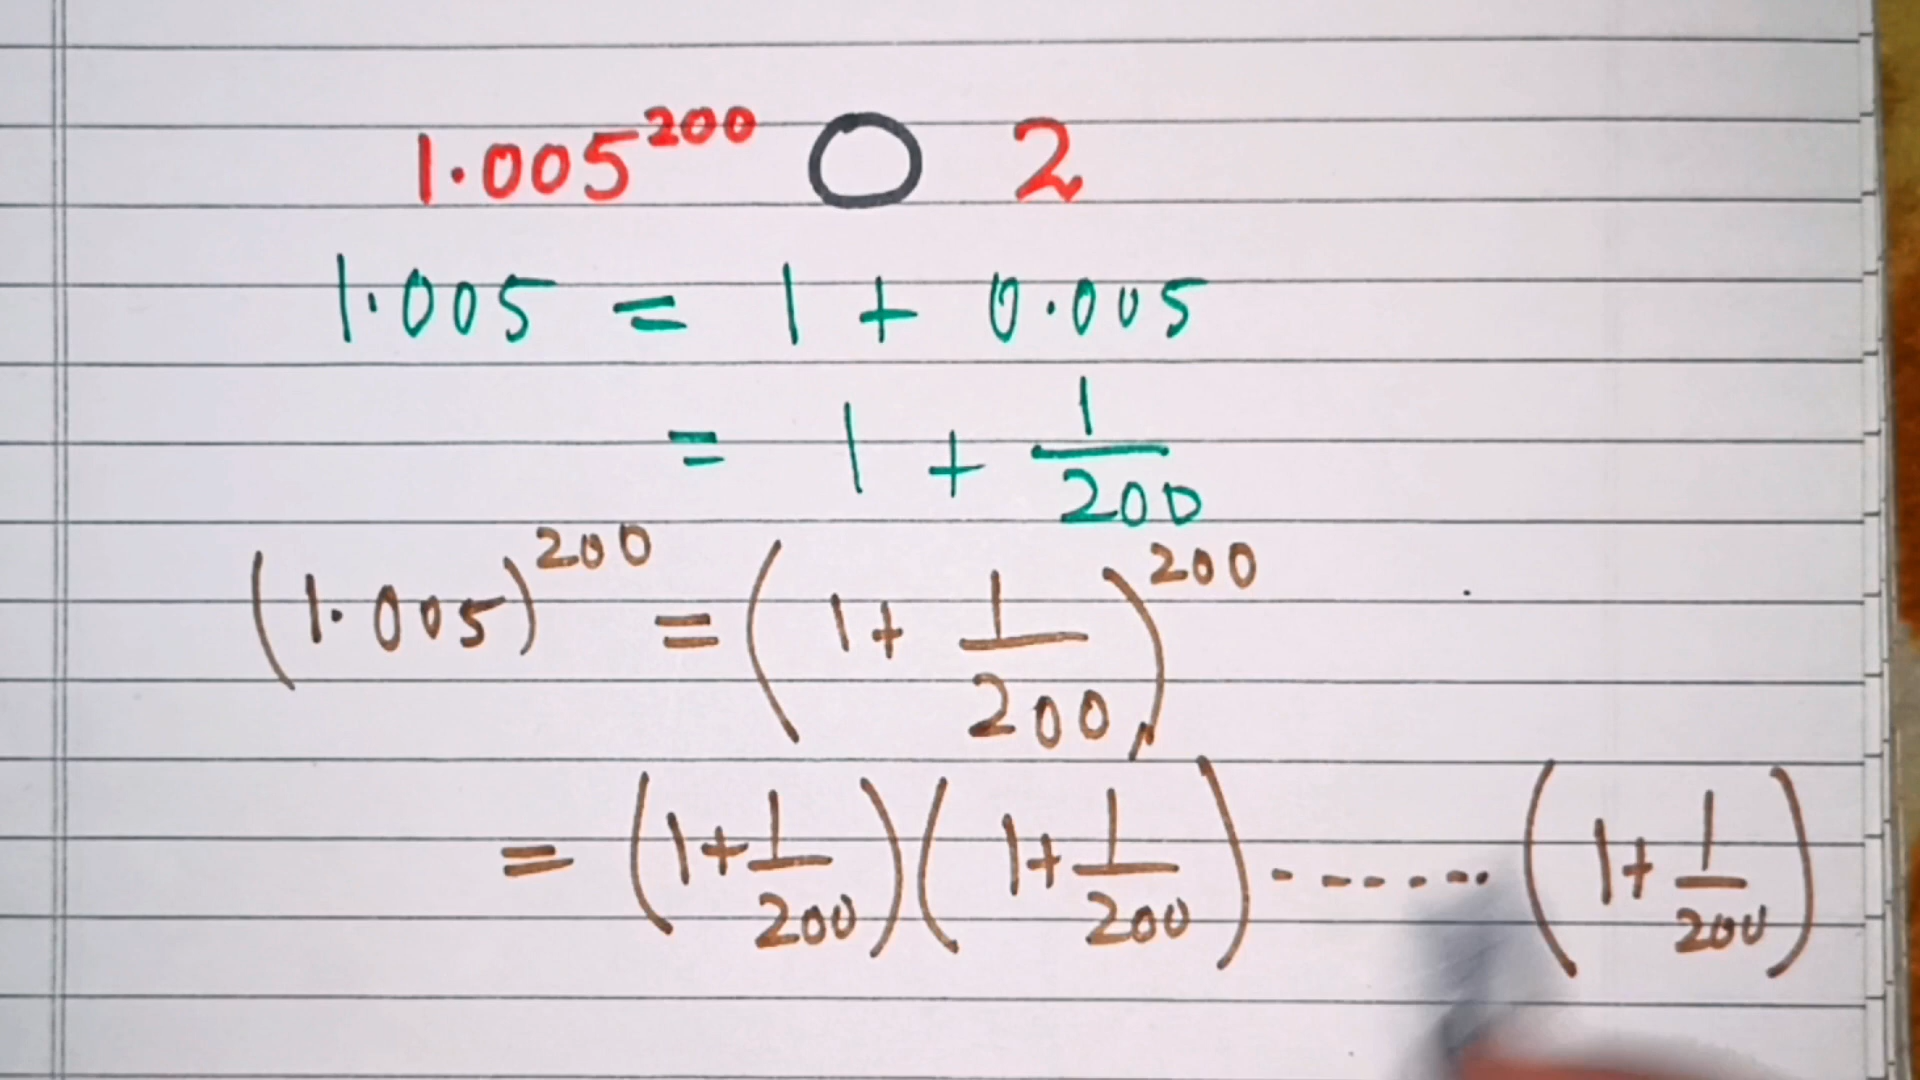 1.005^200 ○ 2
1.005 = 1 + 0.005
= 1 + 1/200
(1.005)^200 = (1 + 1/200)^200
= (1 + 1/200)(1 + 1/200) ------ (1 + 1/200)